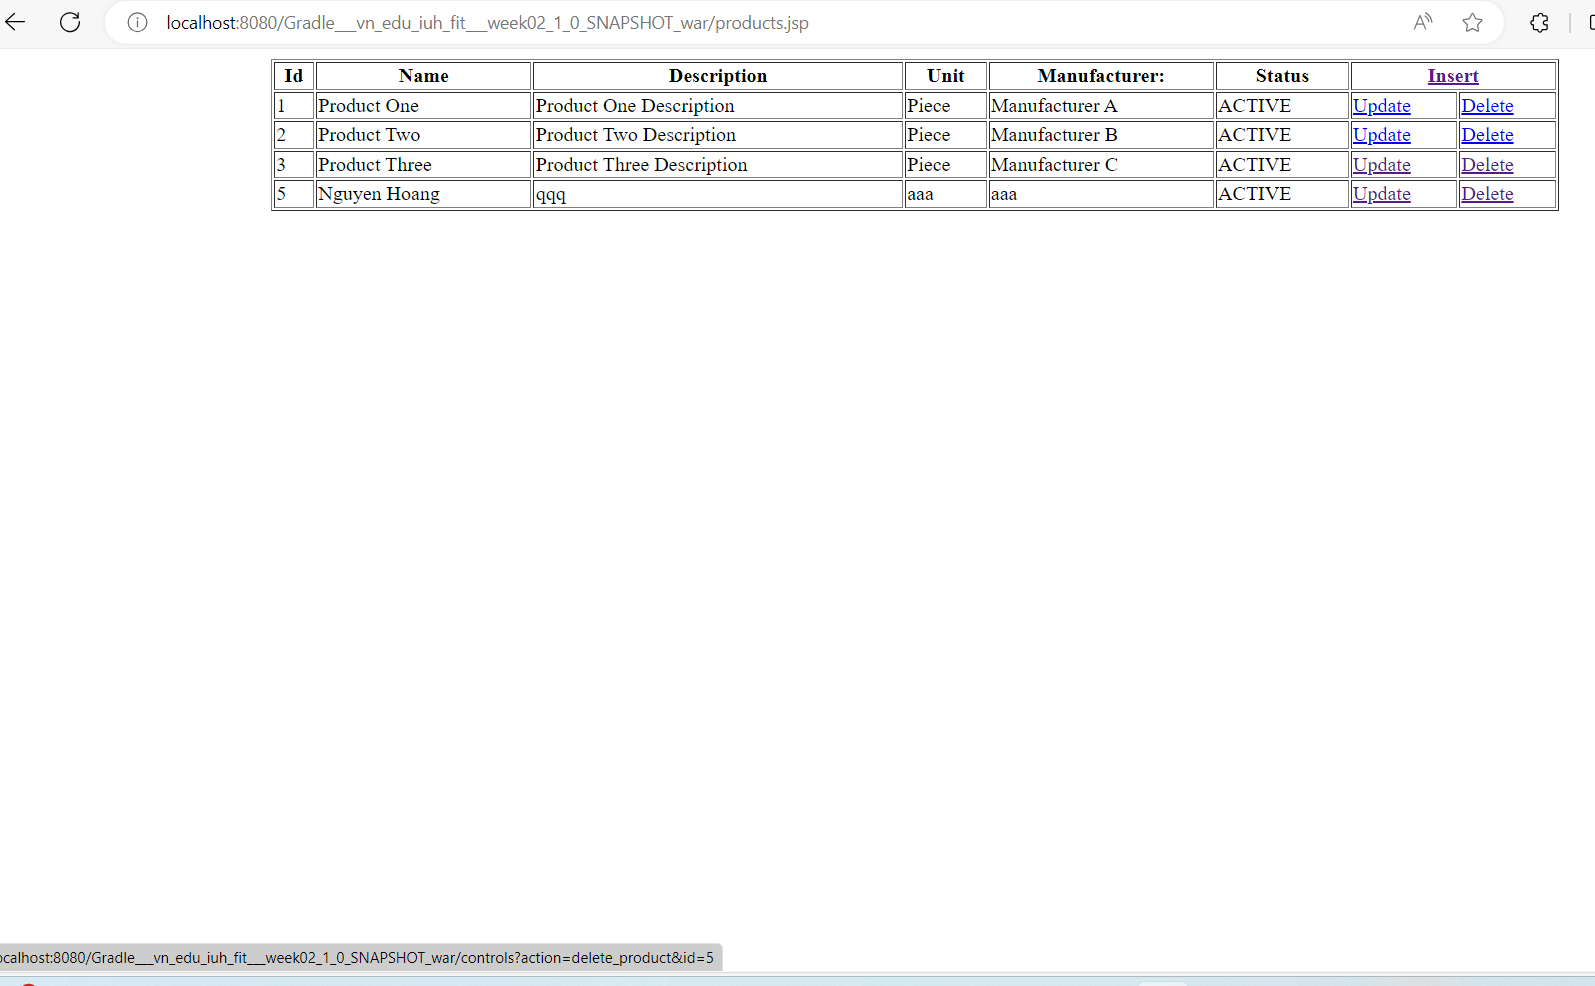 localhost:8080/Gradle___vn_edu_iuh_fit___week02_1_0_SNAPSHOT_war/products.jsp
Id Name Description Unit Manufacturer: Status Insert
1 Product One Product One Description Piece Manufacturer A ACTIVE Update Delete
2 Product Two Product Two Description Piece Manufacturer B ACTIVE Update Delete
3 Product Three Product Three Description Piece Manufacturer C ACTIVE Update Delete
5 Nguyen Hoang qqq aaa aaa ACTIVE Update Delete
ocalhost:8080/Gradle___vn_edu_iuh_fit___week02_1_0_SNAPSHOT_war/controls?action=delete_product&id=5